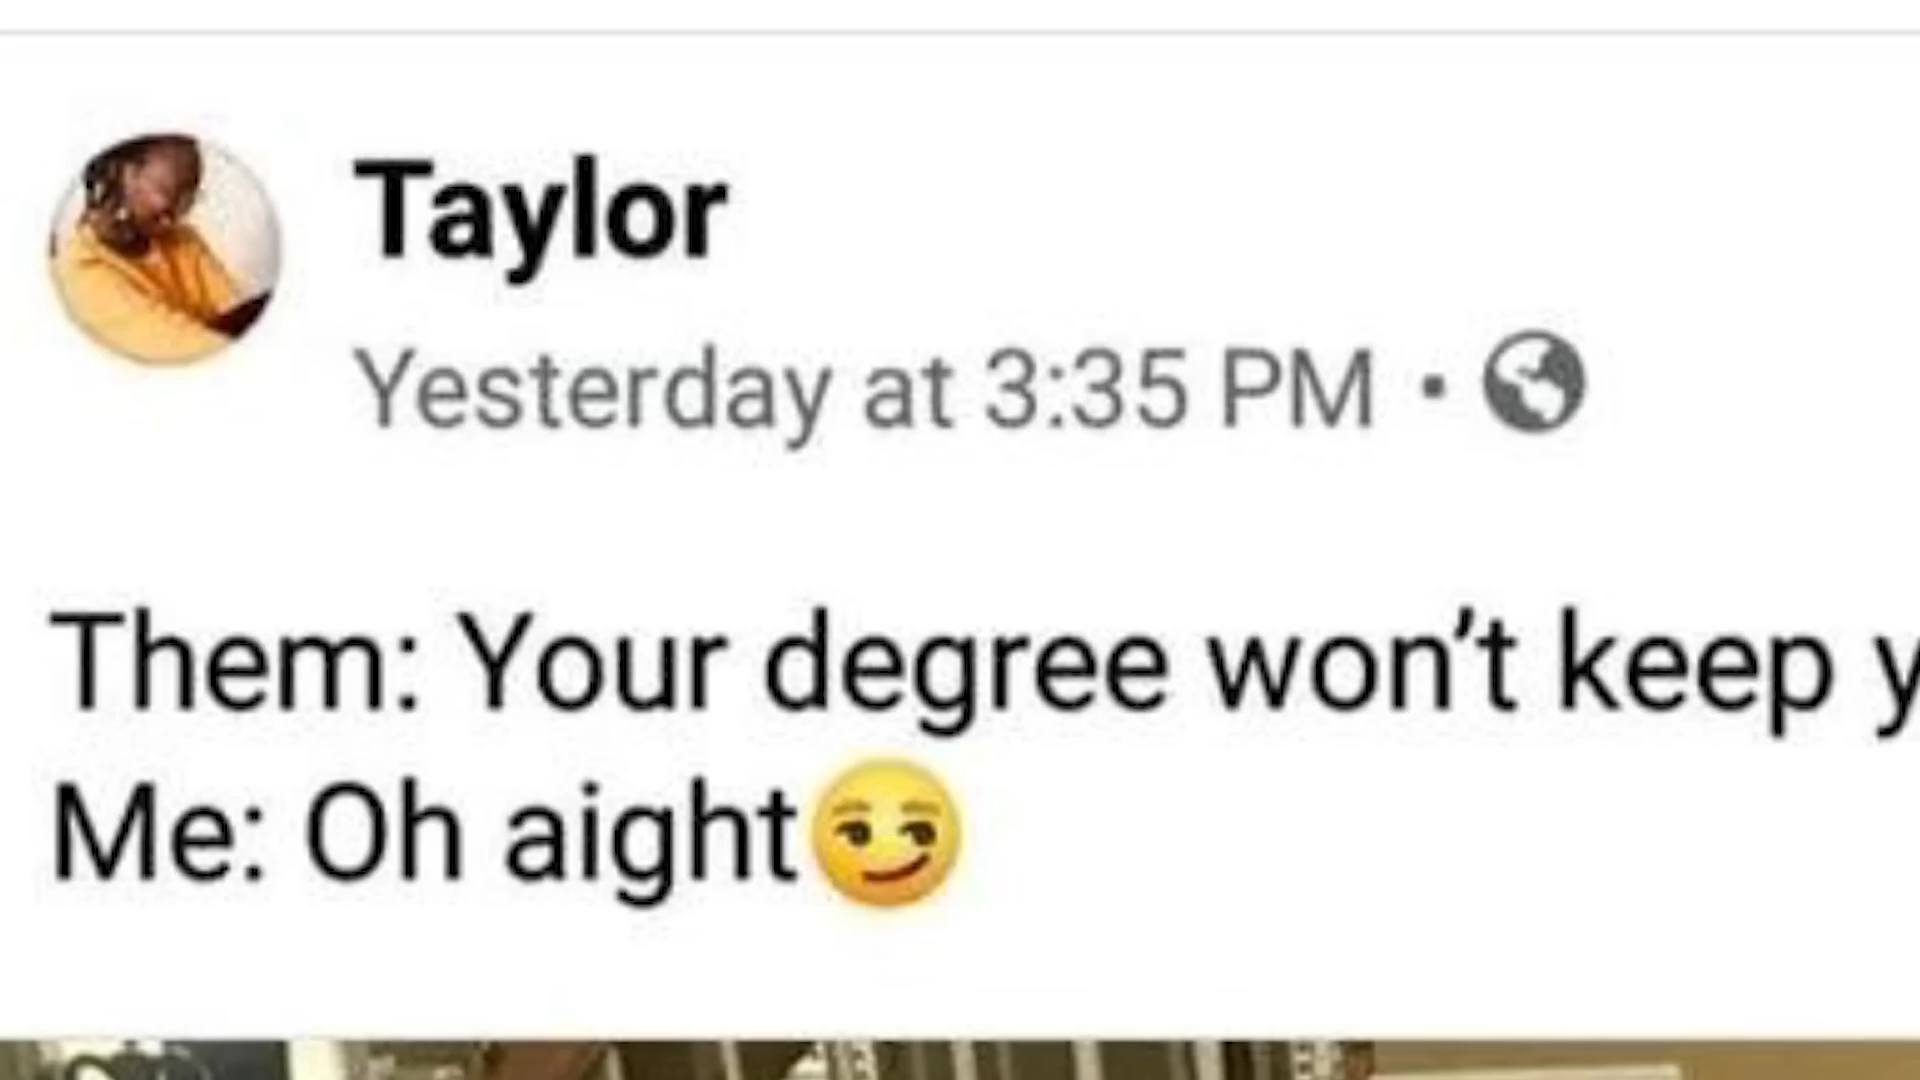 Taylor
Yesterday at 3:35 PM ·
Them: Your degree won’t keep y
Me: Oh aight😏